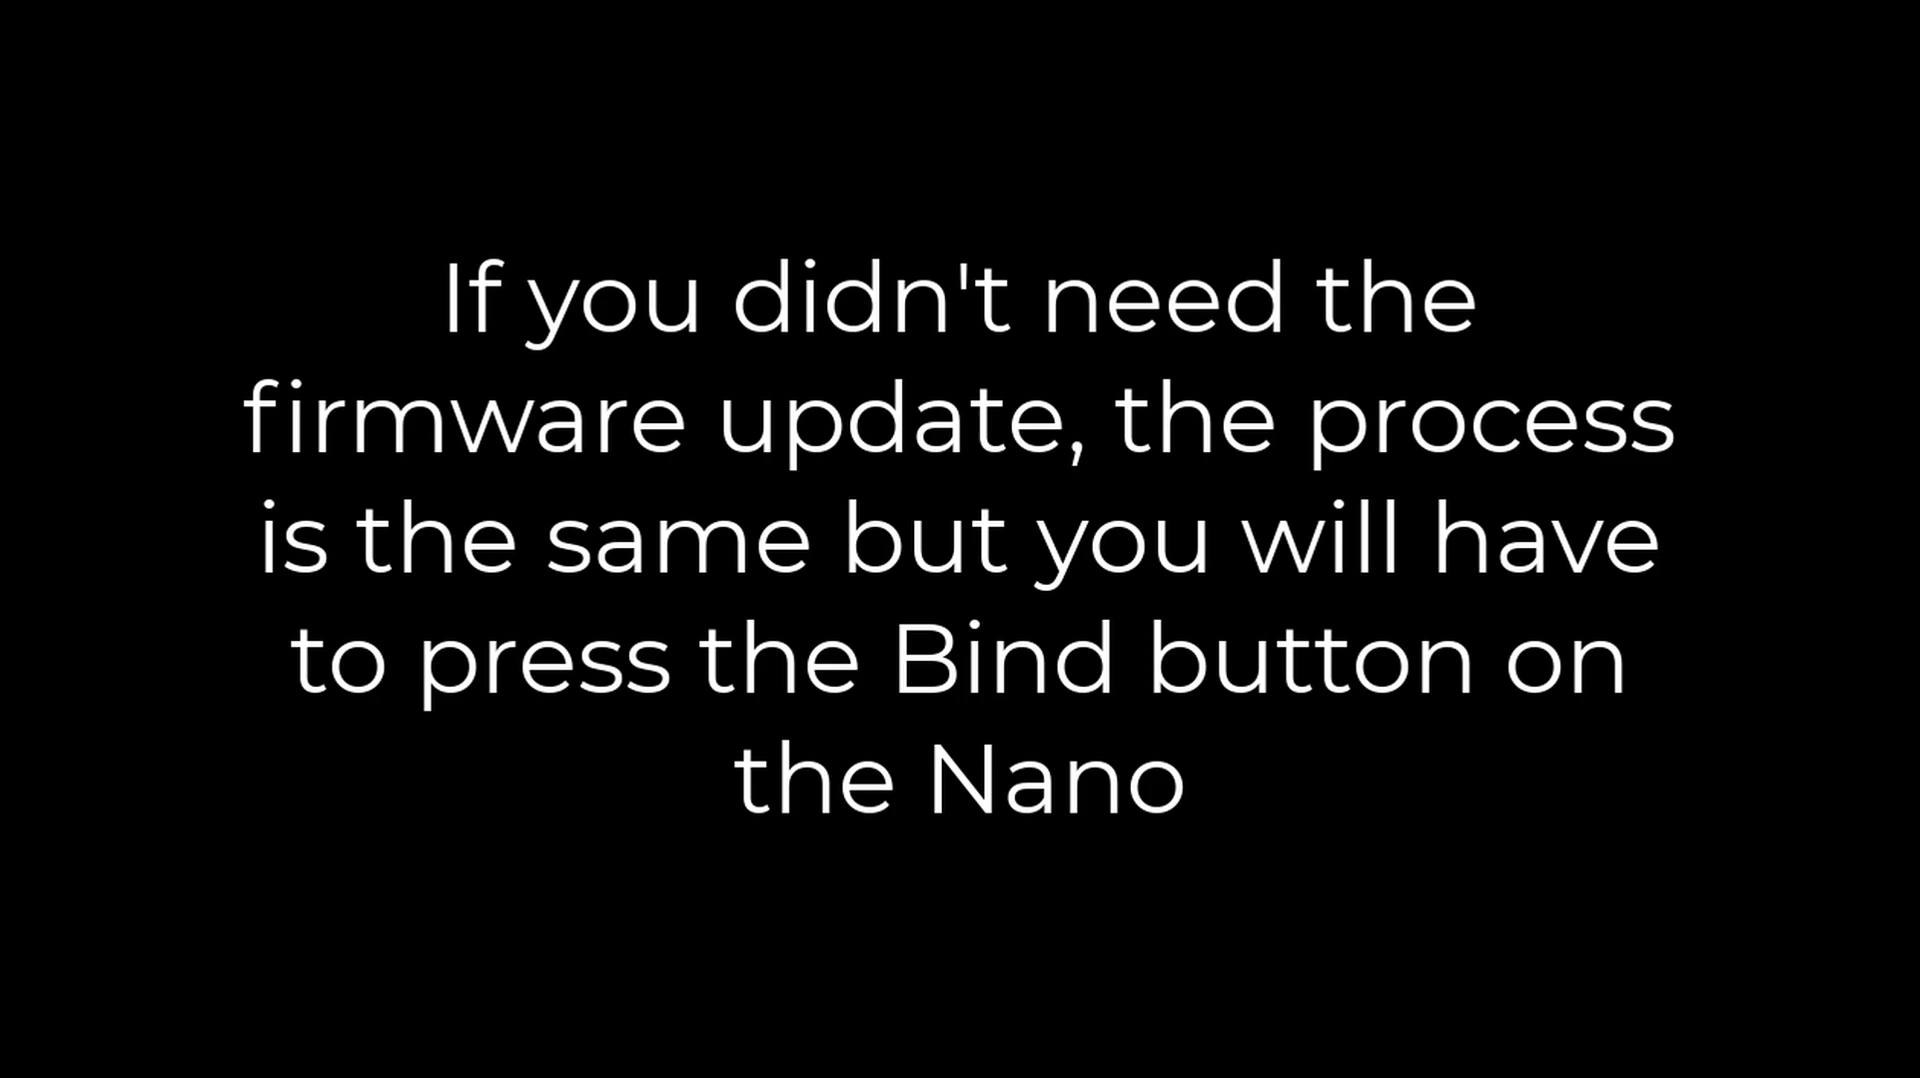 If you didn't need the
firmware update, the process
is the same but you will have
to press the Bind button on
the Nano